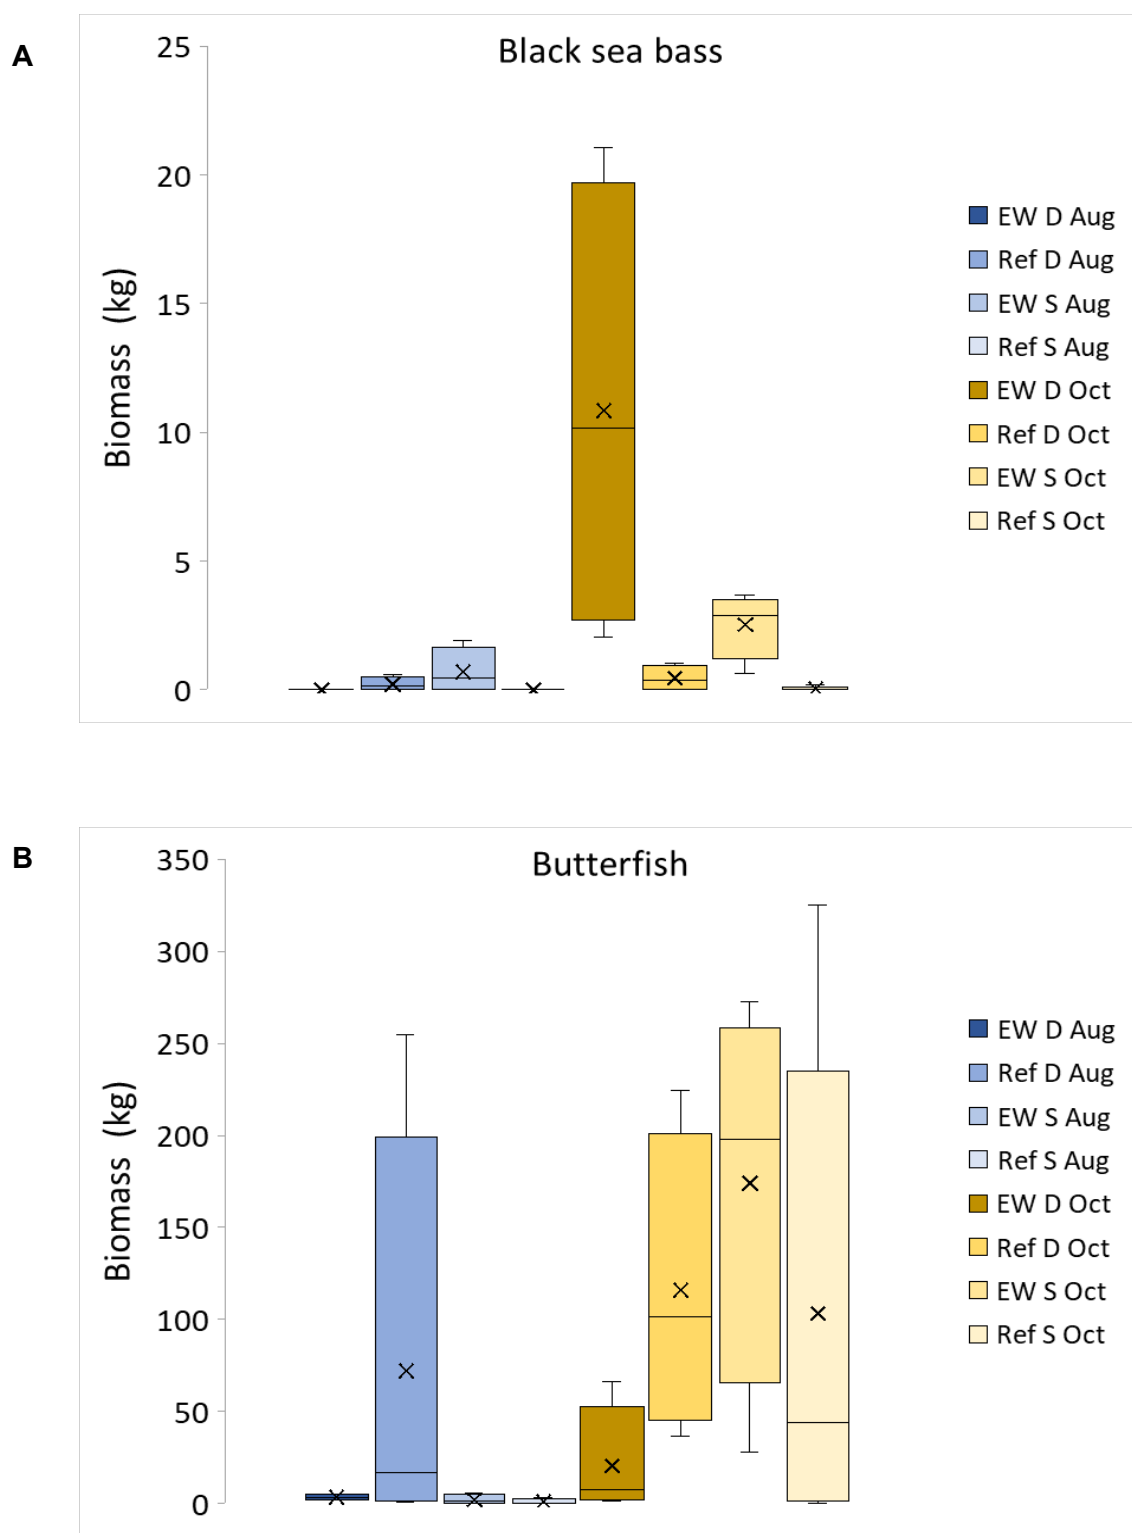 A
Black sea bass
25
20
15
10
5
0
Biomass (kg)
EW D Aug
Ref D Aug
EW S Aug
Ref S Aug
EW D Oct
Ref D Oct
EW S Oct
Ref S Oct
B
Butterfish
350
300
250
200
150
100
50
0
Biomass (kg)
EW D Aug
Ref D Aug
EW S Aug
Ref S Aug
EW D Oct
Ref D Oct
EW S Oct
Ref S Oct